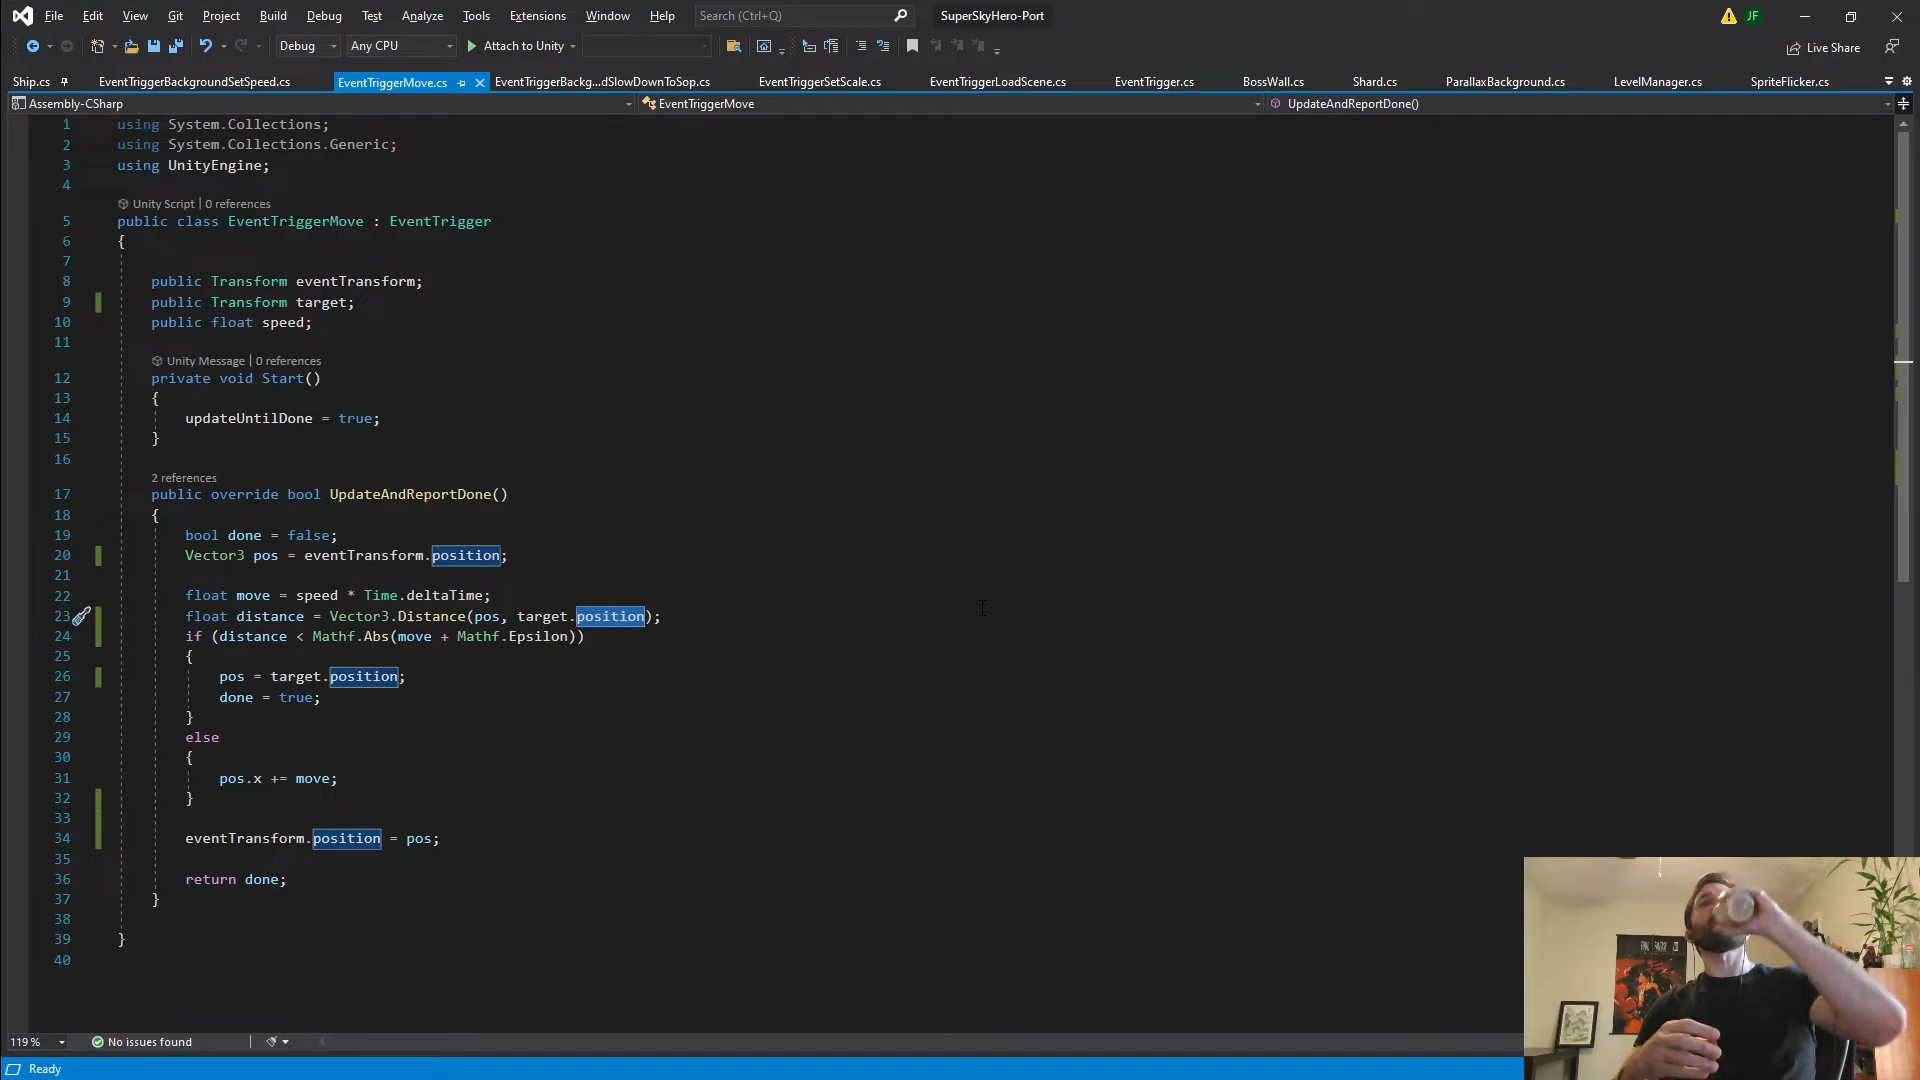 File Edit View Git Project Build Debug Test Analyze Tools Extensions Window Help Search (Ctrl+Q) SuperSkyHero-Port JF
Debug Any CPU Attach to Unity Live Share
Ship.cs EventTriggerBackgroundSetSpeed.cs EventTriggerMove.cs EventTriggerBackg...dSlowDownToSop.cs EventTriggerSetScale.cs EventTriggerLoadScene.cs EventTrigger.cs BossWall.cs Shard.cs ParallaxBackground.cs LevelManager.cs SpriteFlicker.cs
Assembly-CSharp EventTriggerMove UpdateAndReportDone()
1 using System.Collections;
2 using System.Collections.Generic;
3 using UnityEngine;
4
Unity Script | 0 references
5 public class EventTriggerMove : EventTrigger
6 {
7
8 public Transform eventTransform;
9 public Transform target;
10 public float speed;
11
Unity Message | 0 references
12 private void Start()
13 {
14 updateUntilDone = true;
15 }
16
2 references
17 public override bool UpdateAndReportDone()
18 {
19 bool done = false;
20 Vector3 pos = eventTransform.position;
21
22 float move = speed * Time.deltaTime;
23 float distance = Vector3.Distance(pos, target.position);
24 if (distance < Mathf.Abs(move + Mathf.Epsilon))
25 {
26 pos = target.position;
27 done = true;
28 }
29 else
30 {
31 pos.x += move;
32 }
33
34 eventTransform.position = pos;
35
36 return done;
37 }
38
39 }
40
119 % No issues found
Ready